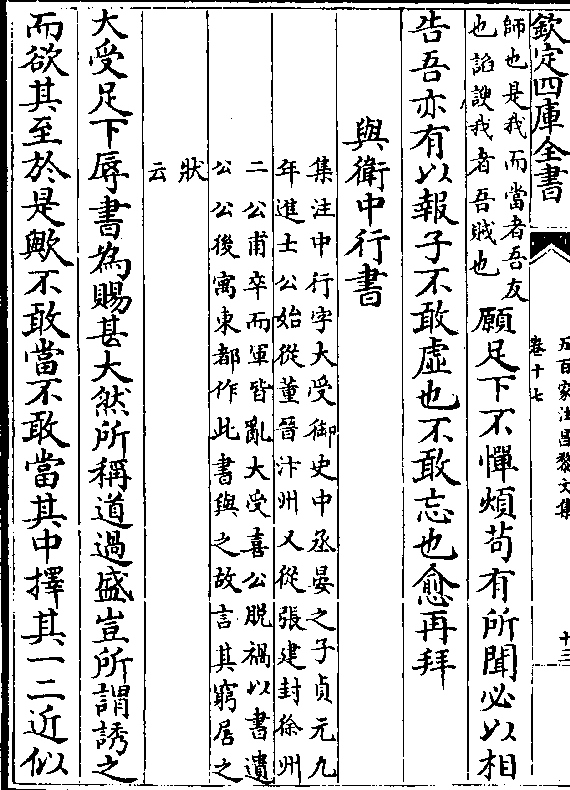 欽定四庫全書
五百家注昌黎文集
卷十七
十三
師也是我而當者吾友
也諂諛我者吾賊也
願足下不憚煩苟有所聞必以相
告吾亦有以報子不敢虛也不敢忘也愈再拜
與衛中行書
集注中行字大受御史中丞晏之子貞元九
年進士公始從董晉汴州又從張建封徐州
二公甫卒而軍皆亂大受喜公脱禍以書遺
公公後寓東都作此書與之故言其窮居之
狀
云
大受足下辱書為賜甚大然所稱道過盛豈所謂誘之
而欲其至於是歟不敢當不敢當其中擇其一二近似